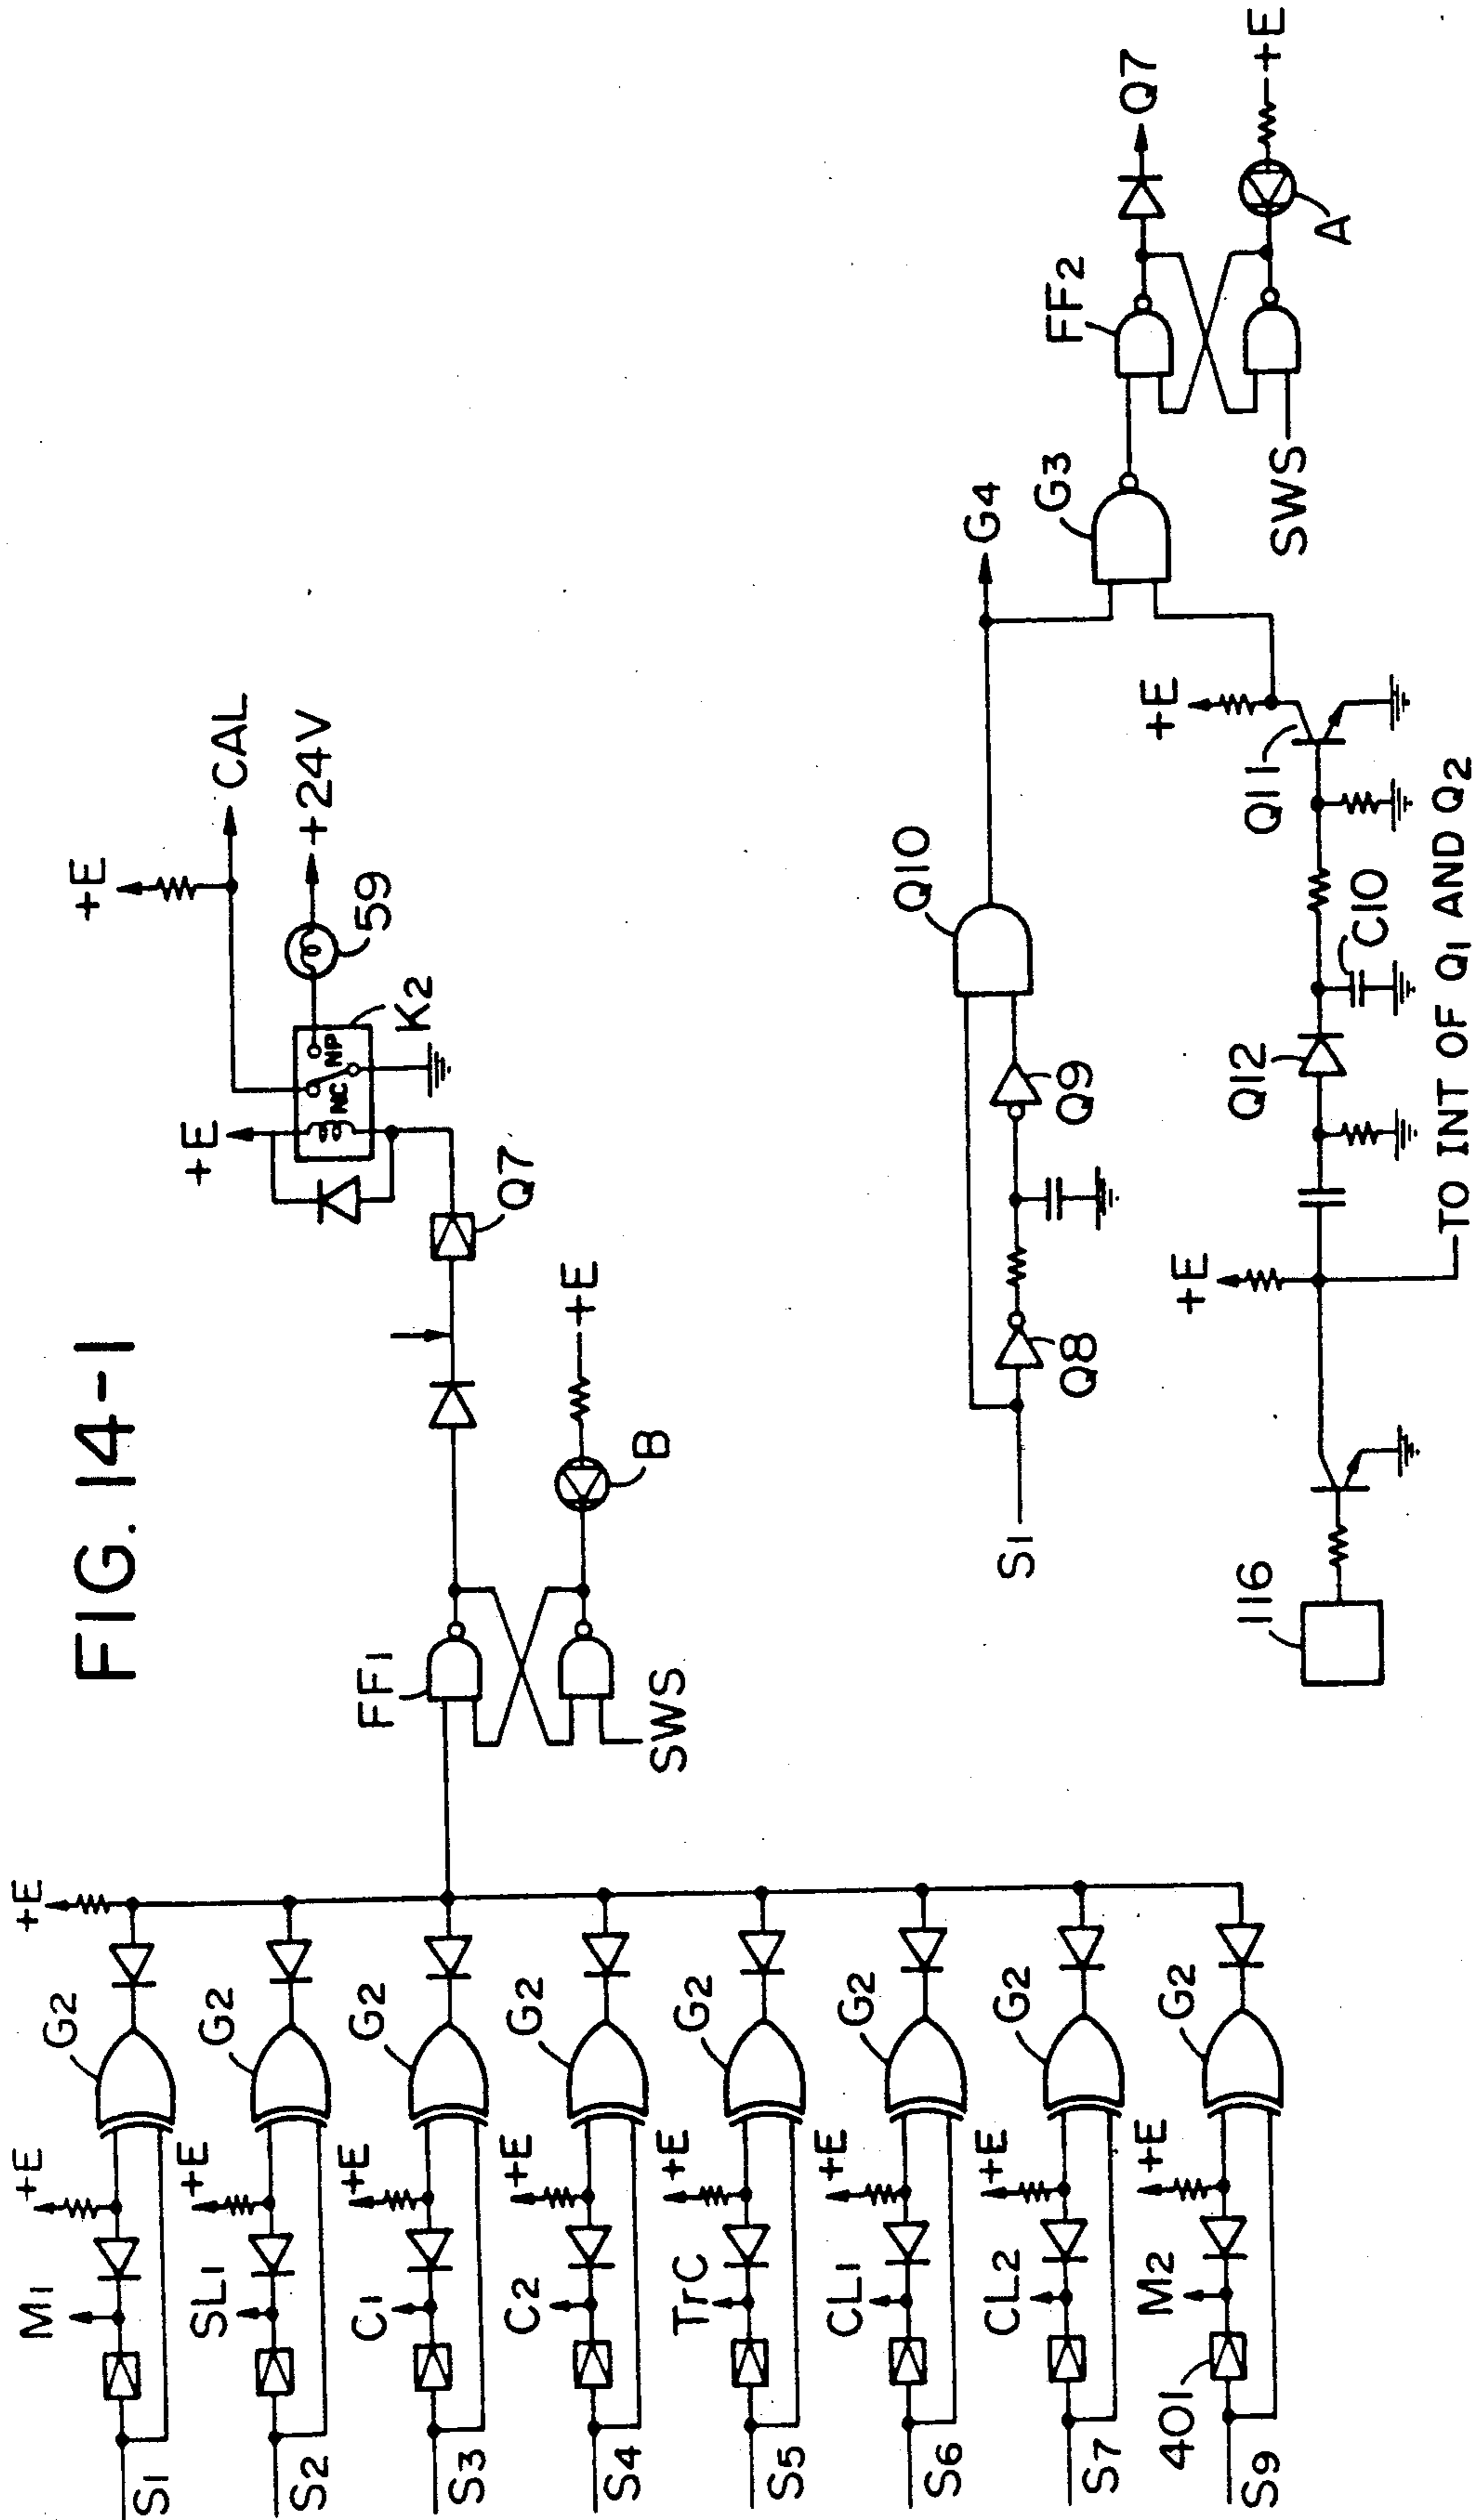 FIG. 14-1
+E
M1
+E
G2
S1
SL1
+E
G2
S2
C1
+E
G2
S3
C2
+E
G2
S4
TrC
+E
G2
S5
CL1
+E
G2
S6
CL2
+E
G2
S7
M2
+E
G2
401
S9
FF1
SWS
B
+E
Q7
+E
NC
NP
K2
59
+24V
+E
CAL
S1
Q8
Q9
Q10
G4
G3
116
+E
TO INT OF Q1 AND Q2
Q12
C10
Q11
+E
FF2
SWS
Q7
A
+E